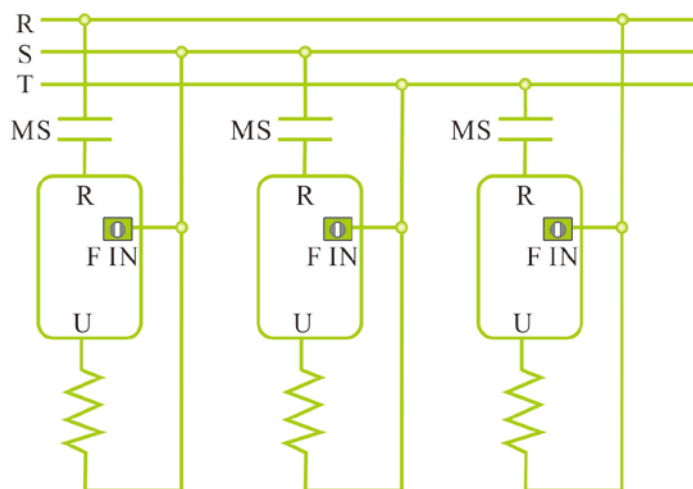 R
S
T
MS MS MS
R R R
F IN F IN F IN
U U U